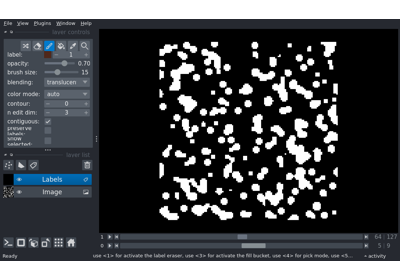 File View Plugins Window Help
layer controls
label: 1
opacity: 0.70
brush size: 15
blending: translucen
color mode: auto
contour: 0
n edit dim: 3
contiguous:
preserve
labels:
show
selected:
layer list
Labels
Image
1 64 127
0 5 9
Ready use <1> for activate the label eraser, use <3> for activate the fill bucket, use <4> for pick mode, use <5... activity